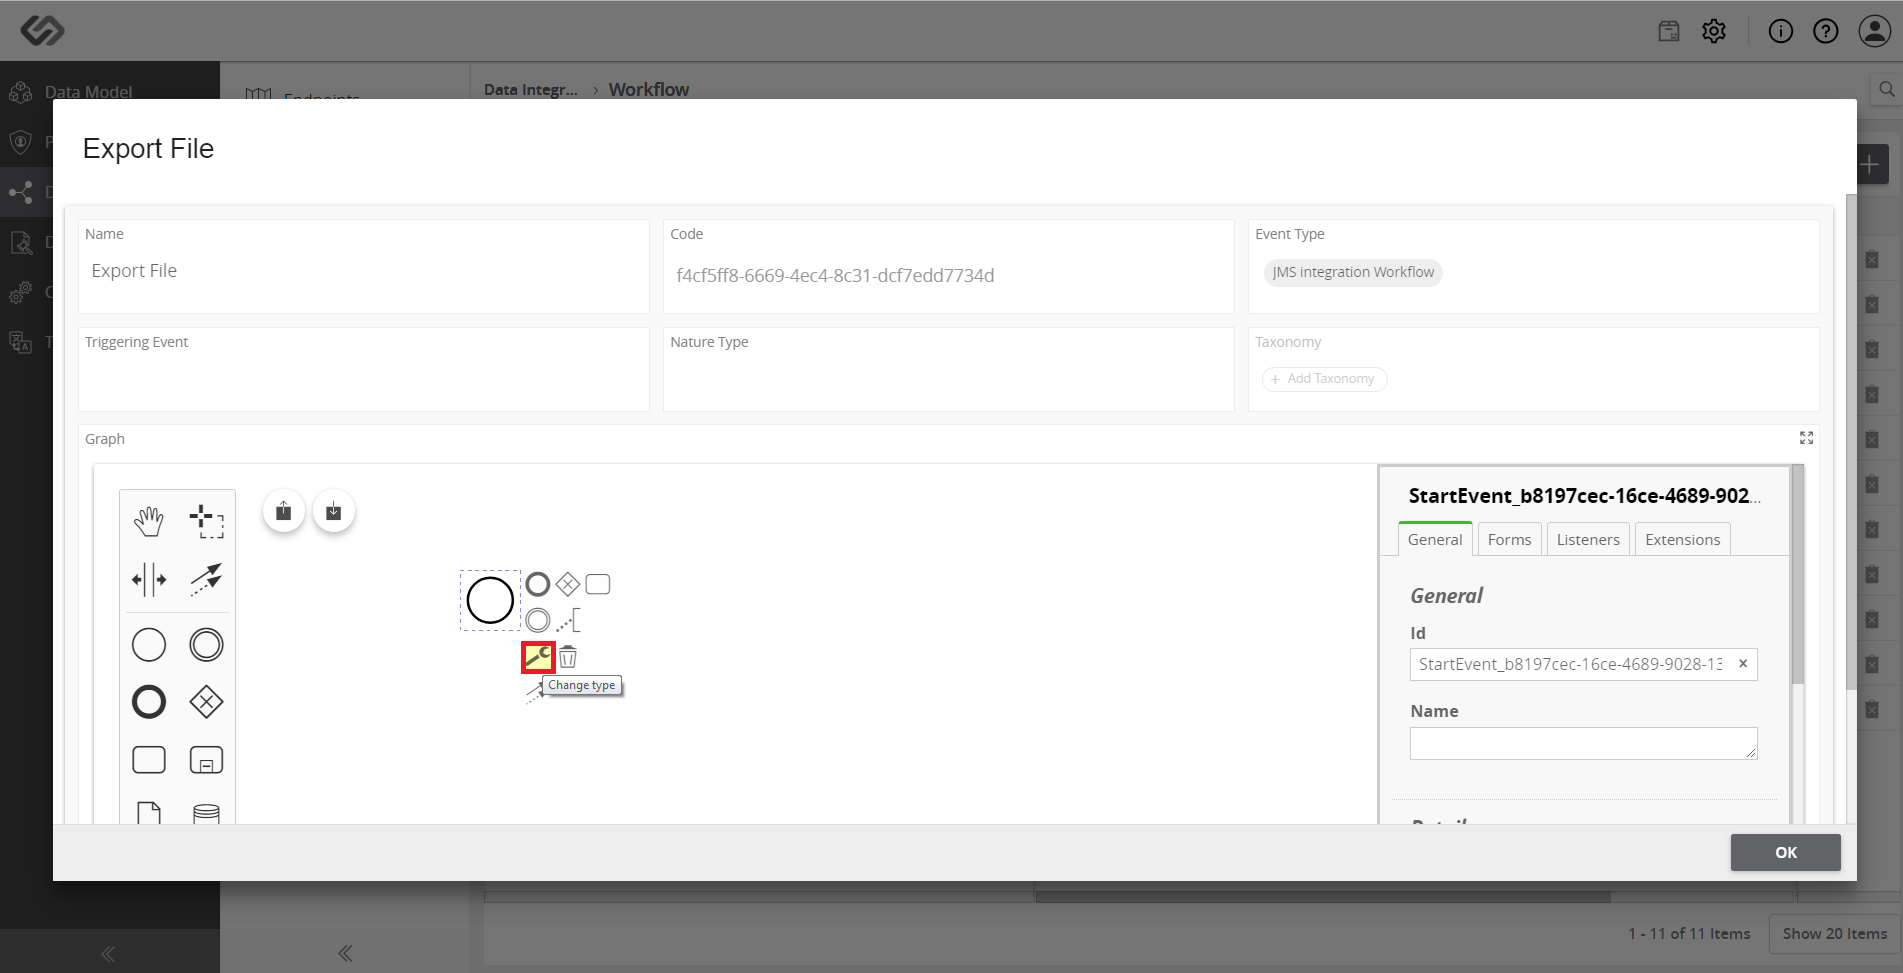 Data Model
Endpoints
Data Integr... › Workflow
Export File
Name
Export File
Code
f4cf5ff8-6669-4ec4-8c31-dcf7edd7734d
Event Type
JMS integration Workflow
Triggering Event
Nature Type
Taxonomy
+ Add Taxonomy
Graph
StartEvent_b8197cec-16ce-4689-902...
General Forms Listeners Extensions
General
Id
StartEvent_b8197cec-16ce-4689-9028-13
Name
Change type
OK
1 - 11 of 11 Items
Show 20 Items